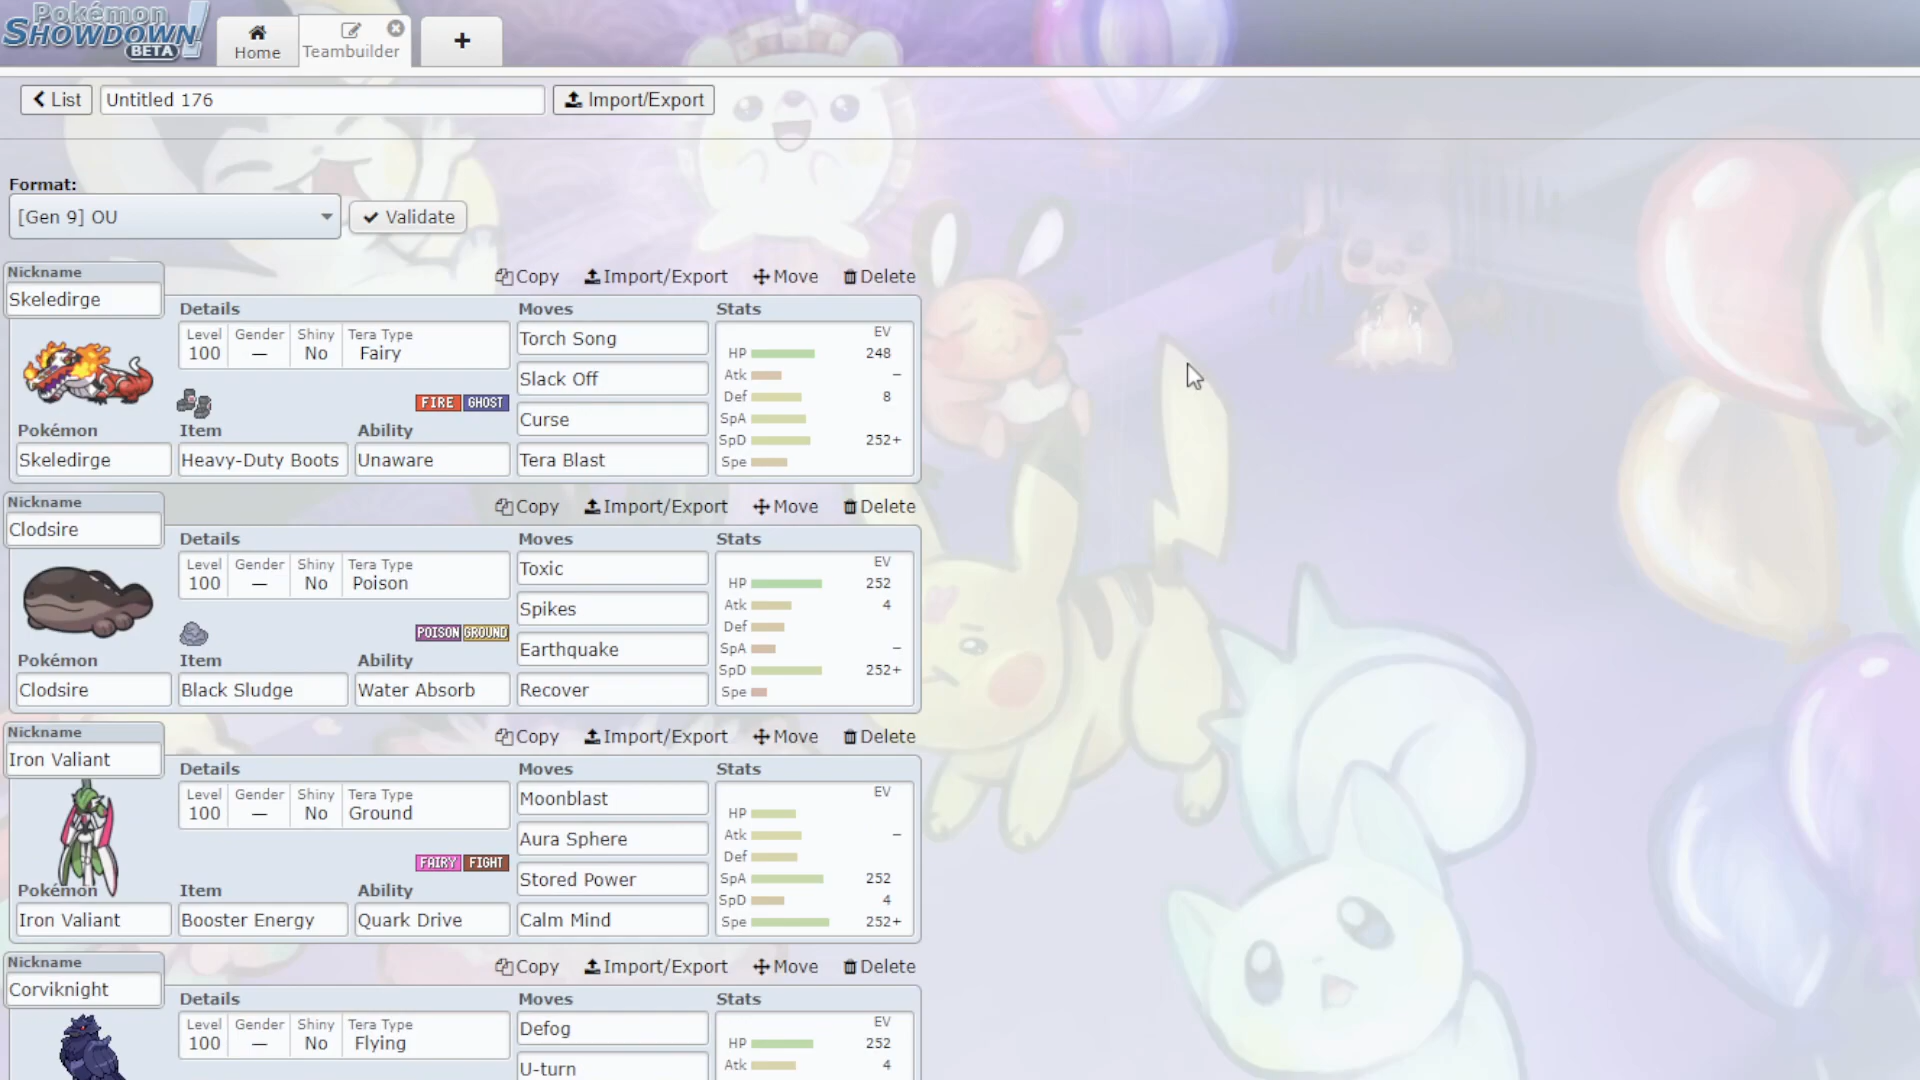 Pokémon
SHOWDOWN!
BETA
Home
Teambuilder
+
List
Untitled 176
Import/Export
Format:
[Gen 9] OU
Validate
Nickname
Skeledirge
Copy Import/Export Move Delete
Details Moves Stats
Level Gender Shiny Tera Type
100 — No Fairy
FIRE GHOST
Pokémon Item Ability
Skeledirge Heavy-Duty Boots Unaware
Torch Song
Slack Off
Curse
Tera Blast
EV
HP 248
Atk –
Def 8
SpA
SpD 252+
Spe
Nickname
Clodsire
Copy Import/Export Move Delete
Details Moves Stats
Level Gender Shiny Tera Type
100 — No Poison
POISON GROUND
Pokémon Item Ability
Clodsire Black Sludge Water Absorb
Toxic
Spikes
Earthquake
Recover
EV
HP 252
Atk 4
Def
SpA –
SpD 252+
Spe
Nickname
Iron Valiant
Copy Import/Export Move Delete
Details Moves Stats
Level Gender Shiny Tera Type
100 — No Ground
FAIRY FIGHT
Pokémon Item Ability
Iron Valiant Booster Energy Quark Drive
Moonblast
Aura Sphere
Stored Power
Calm Mind
EV
HP
Atk –
Def
SpA 252
SpD 4
Spe 252+
Nickname
Corviknight
Copy Import/Export Move Delete
Details Moves Stats
Level Gender Shiny Tera Type
100 — No Flying
Defog
U-turn
EV
HP 252
Atk 4